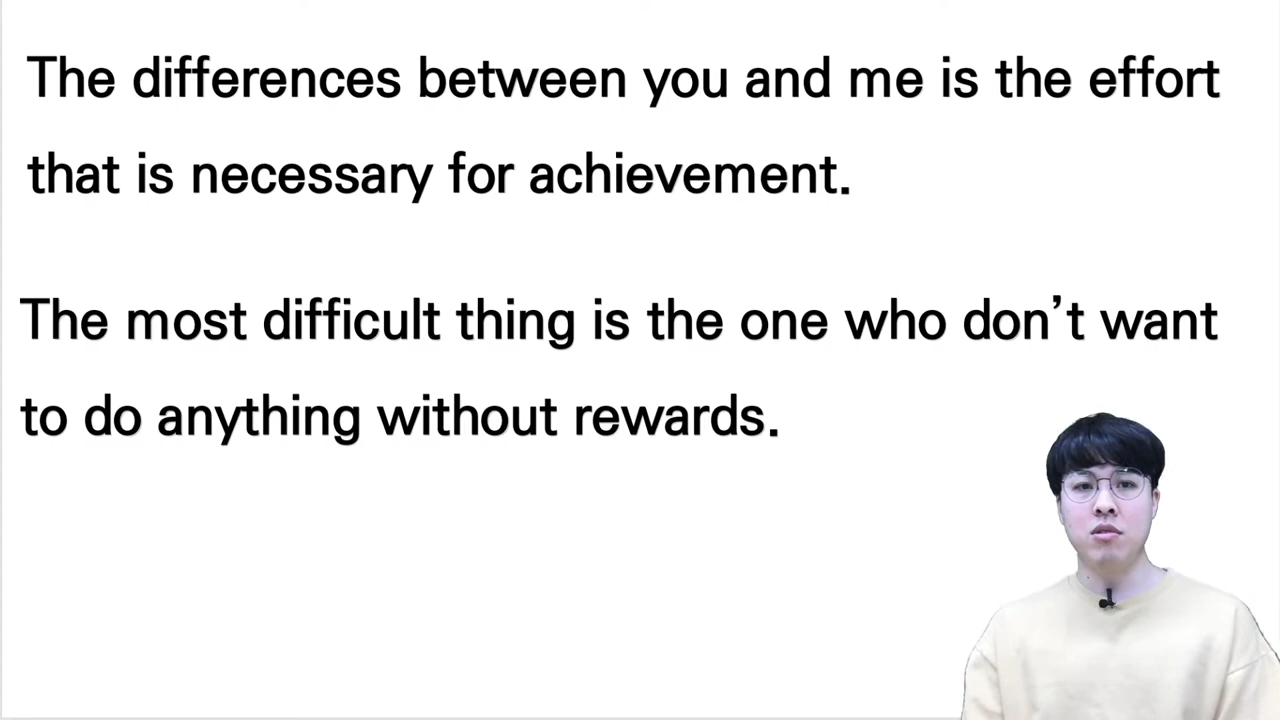 The differences between you and me is the effort
that is necessary for achievement.
The most difficult thing is the one who don't want
to do anything without rewards.